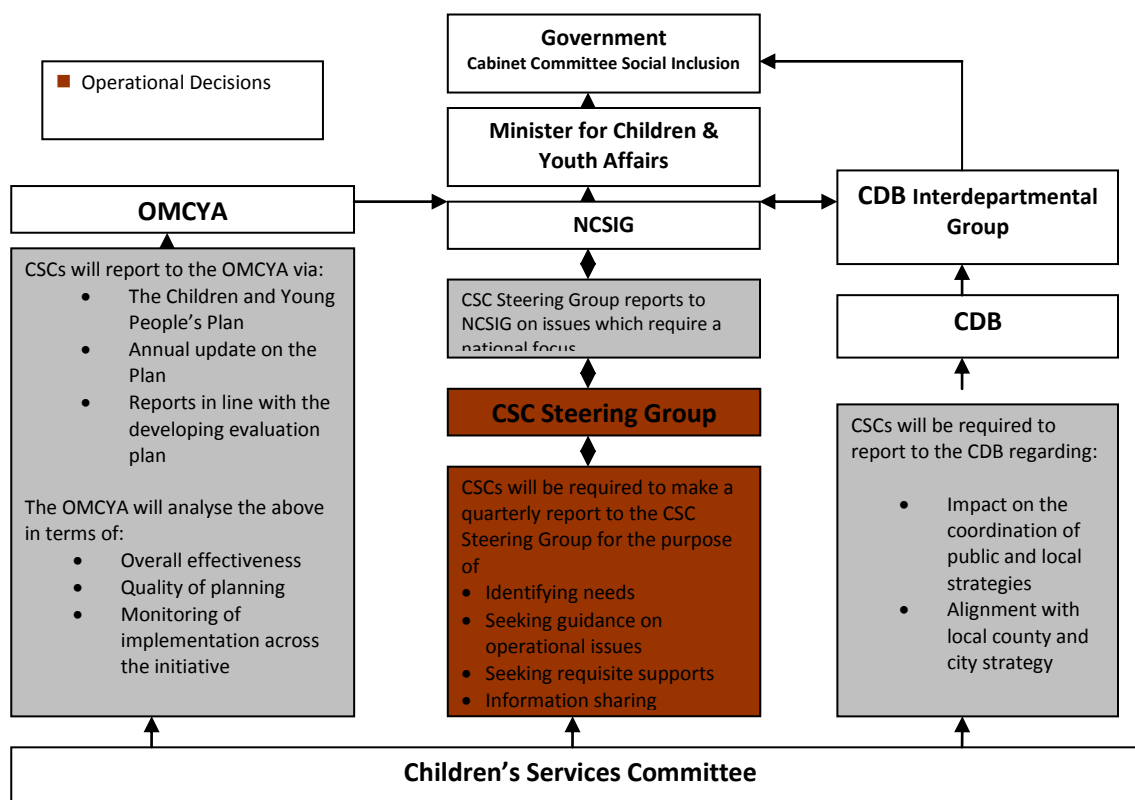 Government
Cabinet Committee Social Inclusion
■ Operational Decisions
Minister for Children &
Youth Affairs
OMCYA
NCSIG
CDB Interdepartmental
Group
CSCs will report to the OMCYA via:
• The Children and Young
People’s Plan
• Annual update on the
Plan
• Reports in line with the
developing evaluation
plan
The OMCYA will analyse the above
in terms of:
• Overall effectiveness
• Quality of planning
• Monitoring of
implementation across
the initiative
CSC Steering Group reports to
NCSIG on issues which require a
national focus
CSC Steering Group
CSCs will be required to make a
quarterly report to the CSC
Steering Group for the purpose
of
• Identifying needs
• Seeking guidance on
operational issues
• Seeking requisite supports
• Information sharing
CDB
CSCs will be required to
report to the CDB regarding:
• Impact on the
coordination of
public and local
strategies
• Alignment with
local county and
city strategy
Children’s Services Committee